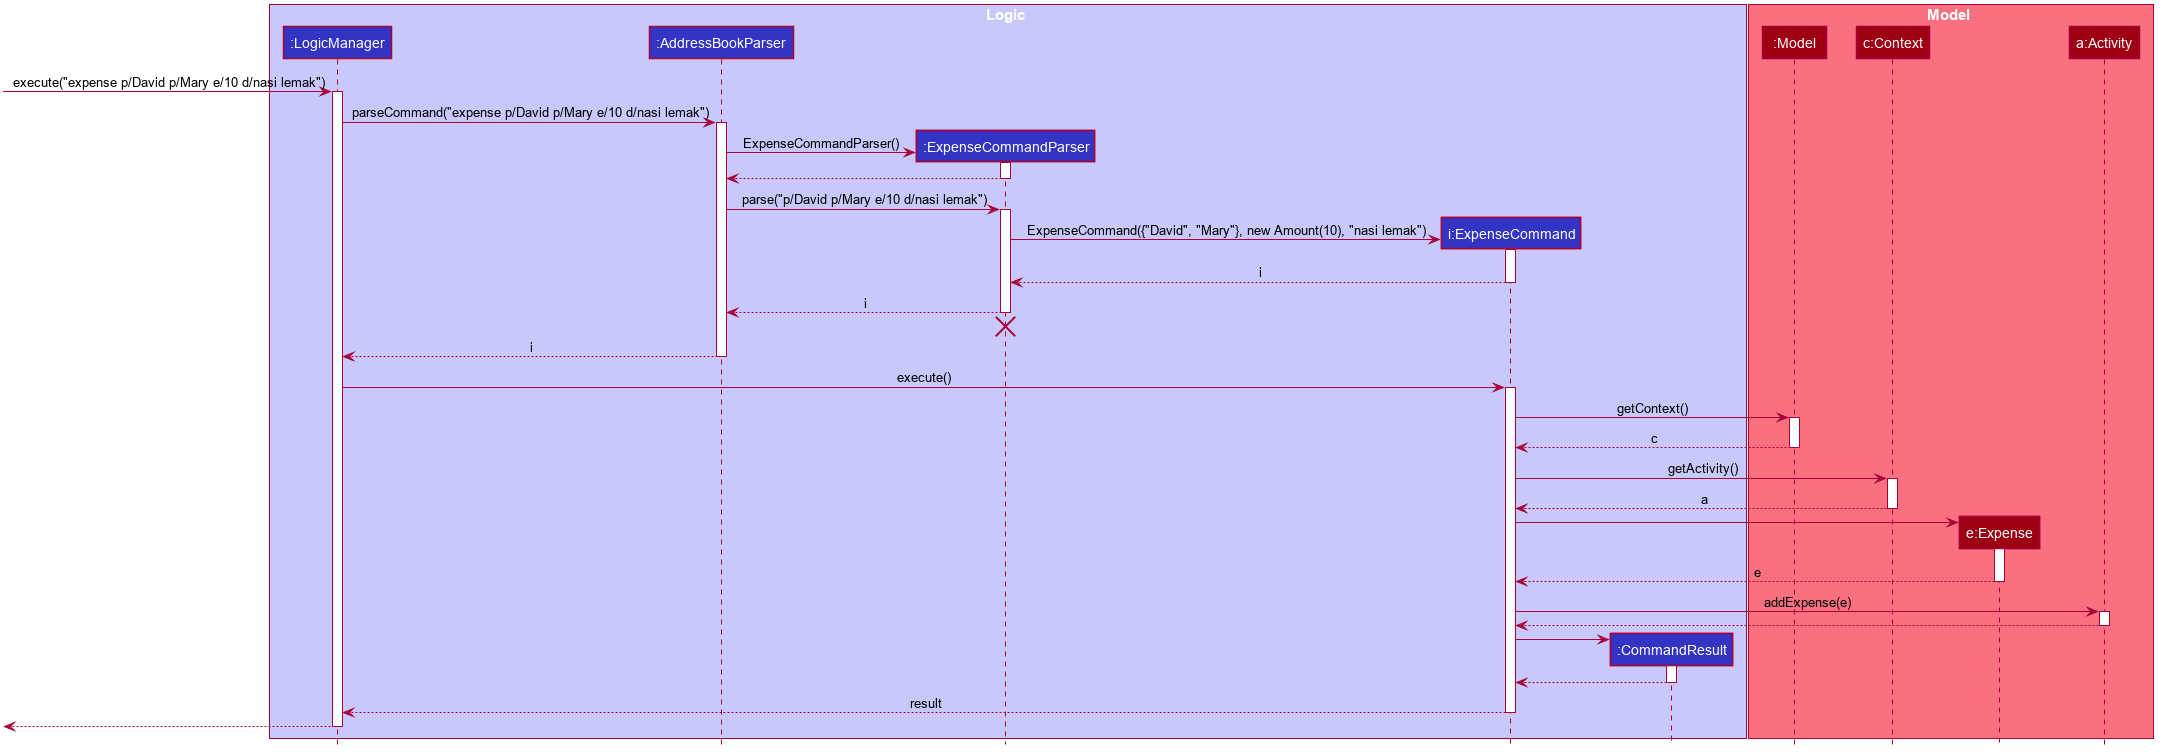 Logic
Model
:LogicManager
:AddressBookParser
:Model
c:Context
a:Activity
execute("expense p/David p/Mary e/10 d/nasi lemak")
parseCommand("expense p/David p/Mary e/10 d/nasi lemak")
ExpenseCommandParser()
:ExpenseCommandParser
parse("p/David p/Mary e/10 d/nasi lemak")
ExpenseCommand({"David", "Mary"}, new Amount(10), "nasi lemak")
i:ExpenseCommand
i
i
i
execute()
getContext()
c
getActivity()
a
e:Expense
e
addExpense(e)
:CommandResult
result